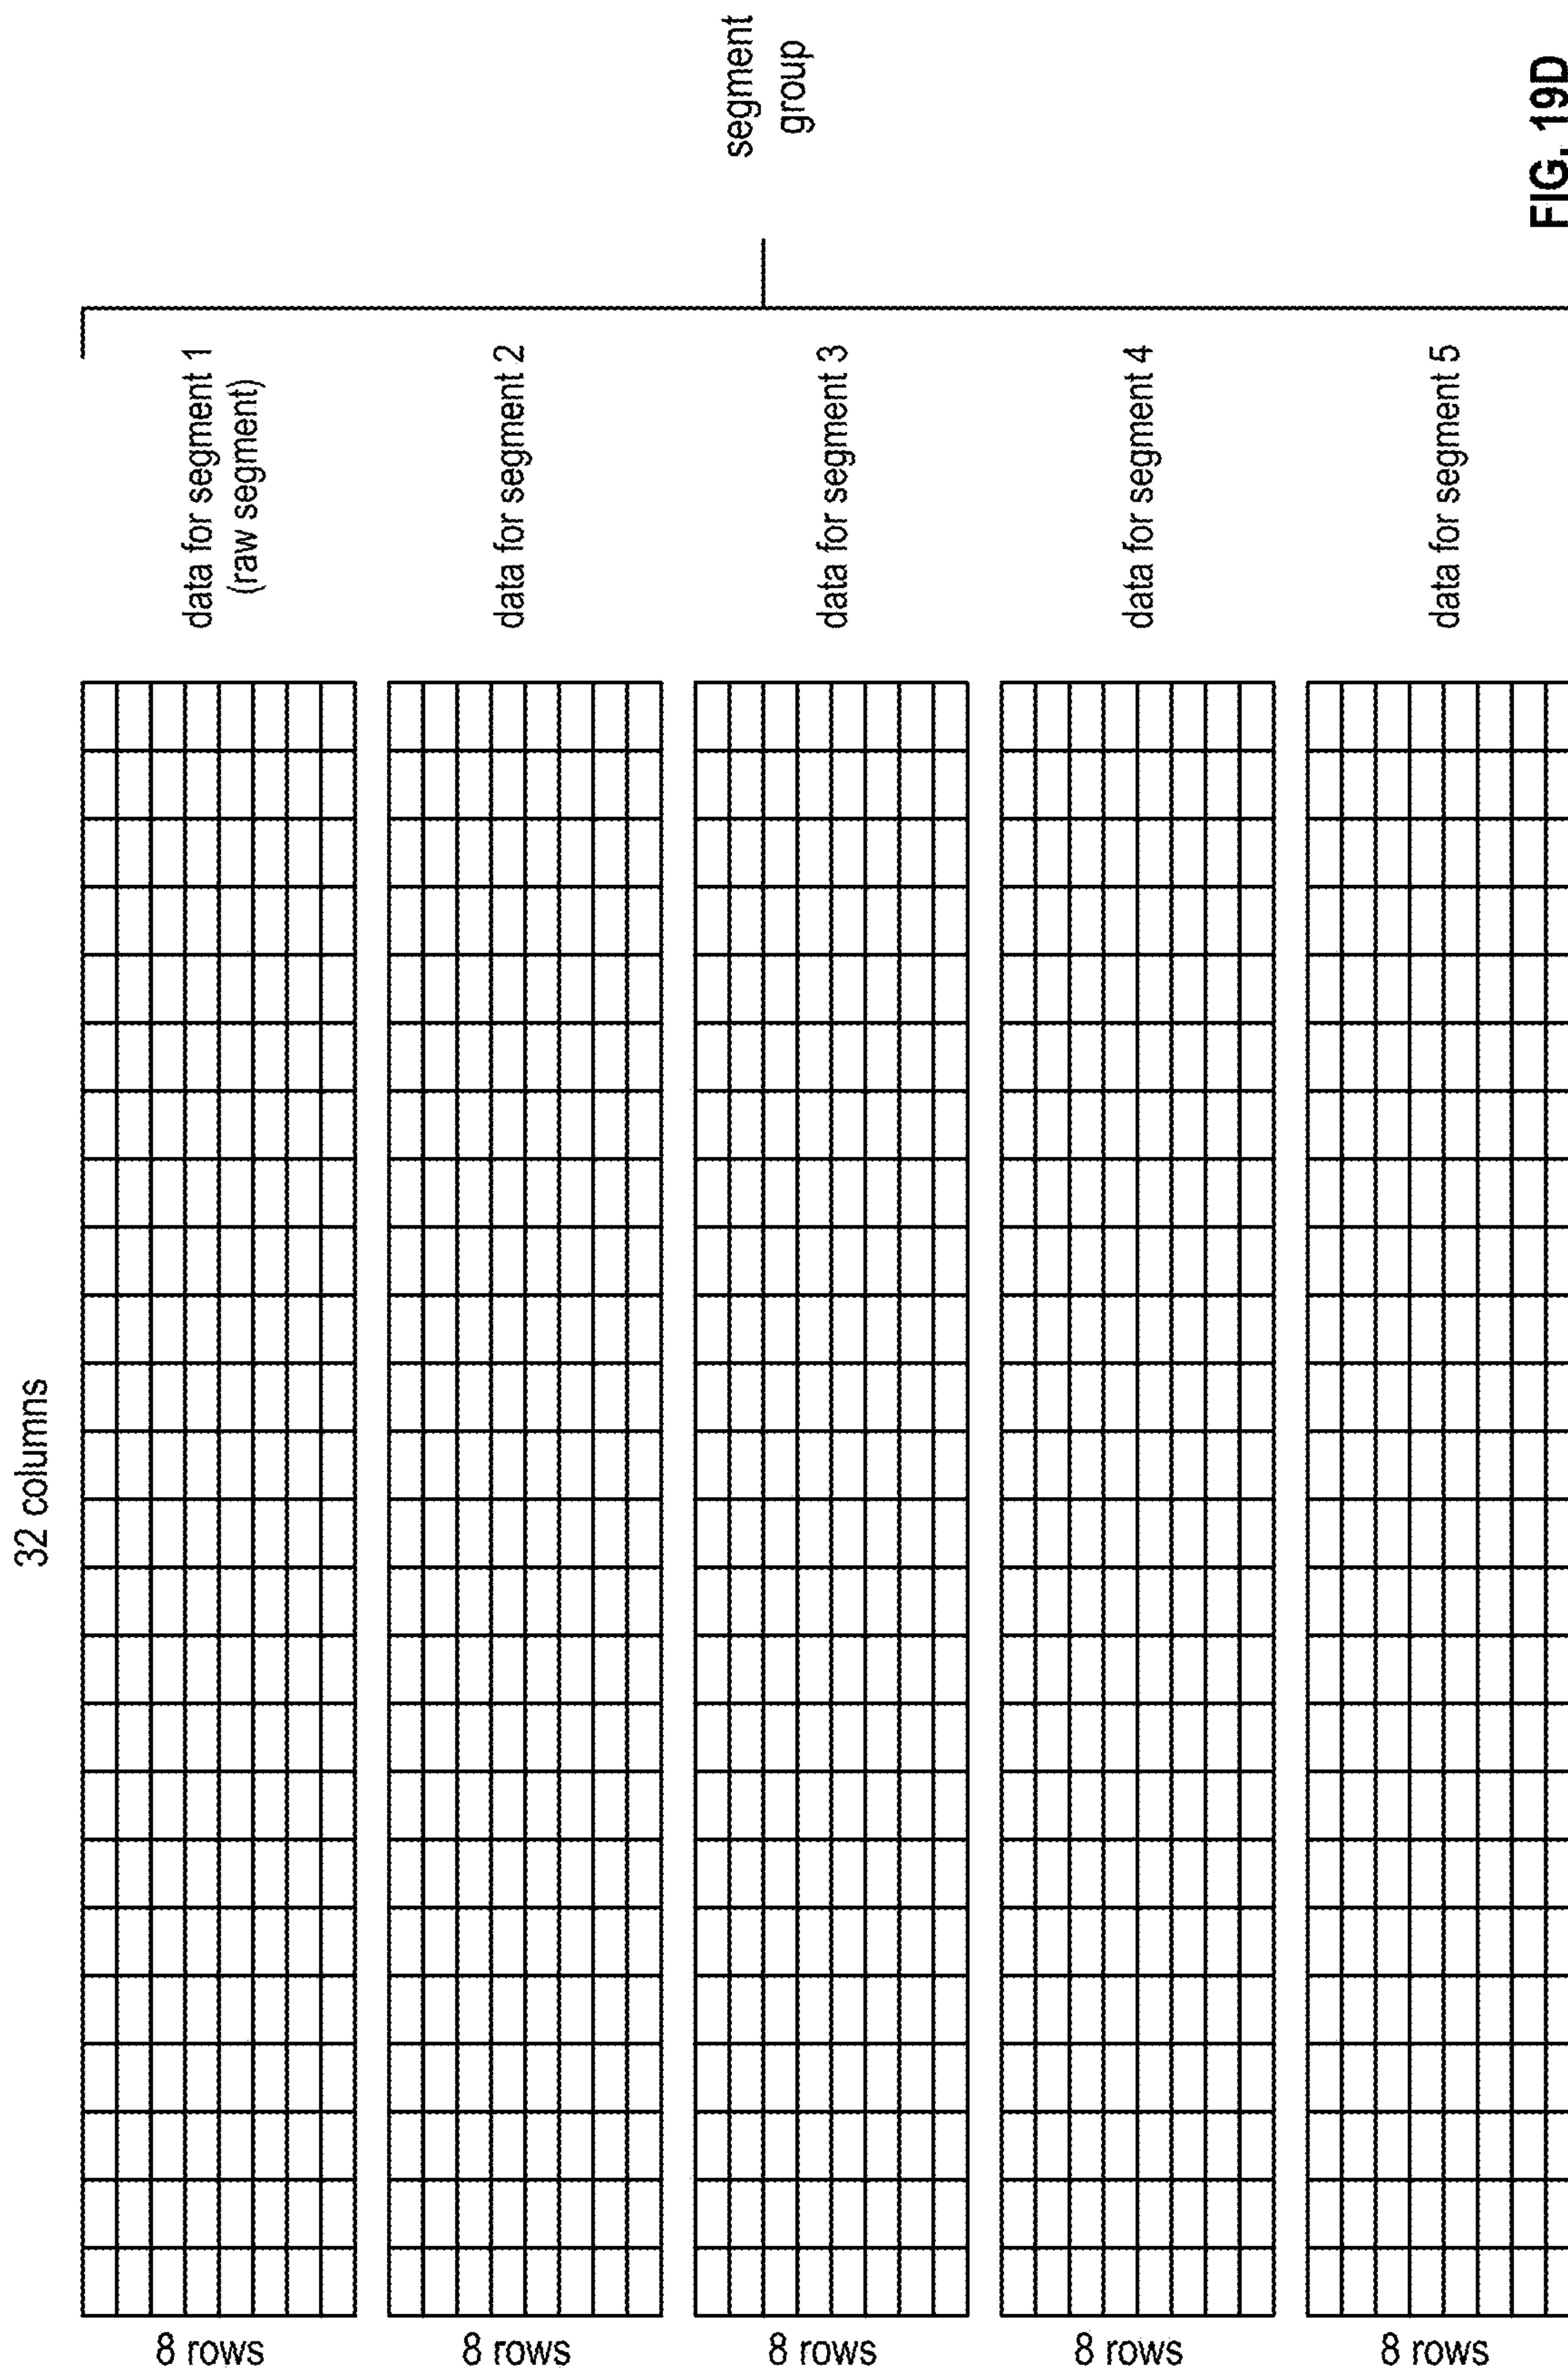 32 columns
8 rows
data for segment 1
(raw segment)
8 rows
data for segment 2
8 rows
data for segment 3
8 rows
data for segment 4
8 rows
data for segment 5
segment
group
FIG. 19D